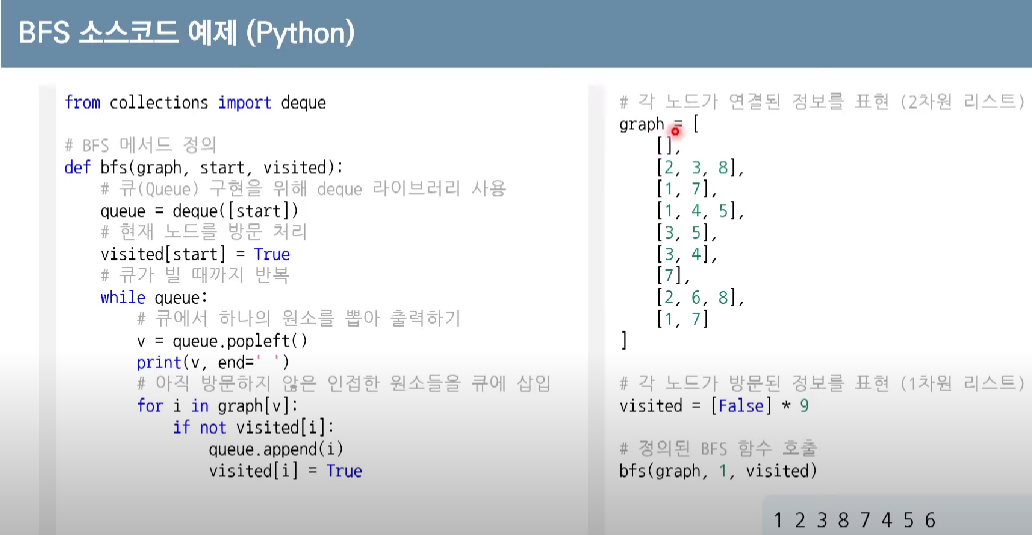 BFS 소스코드 예제 (Python)
from collections import deque
# BFS 메서드 정의
def bfs(graph, start, visited):
    # 큐(Queue) 구현을 위해 deque 라이브러리 사용
    queue = deque([start])
    # 현재 노드를 방문 처리
    visited[start] = True
    # 큐가 빌 때까지 반복
    while queue:
        # 큐에서 하나의 원소를 뽑아 출력하기
        v = queue.popleft()
        print(v, end=' ')
        # 아직 방문하지 않은 인접한 원소들을 큐에 삽입
        for i in graph[v]:
            if not visited[i]:
                queue.append(i)
                visited[i] = True
# 각 노드가 연결된 정보를 표현 (2차원 리스트)
graph = [
    [],
    [2, 3, 8],
    [1, 7],
    [1, 4, 5],
    [3, 5],
    [3, 4],
    [7],
    [2, 6, 8],
    [1, 7]
]
# 각 노드가 방문된 정보를 표현 (1차원 리스트)
visited = [False] * 9
# 정의된 BFS 함수 호출
bfs(graph, 1, visited)
1 2 3 8 7 4 5 6